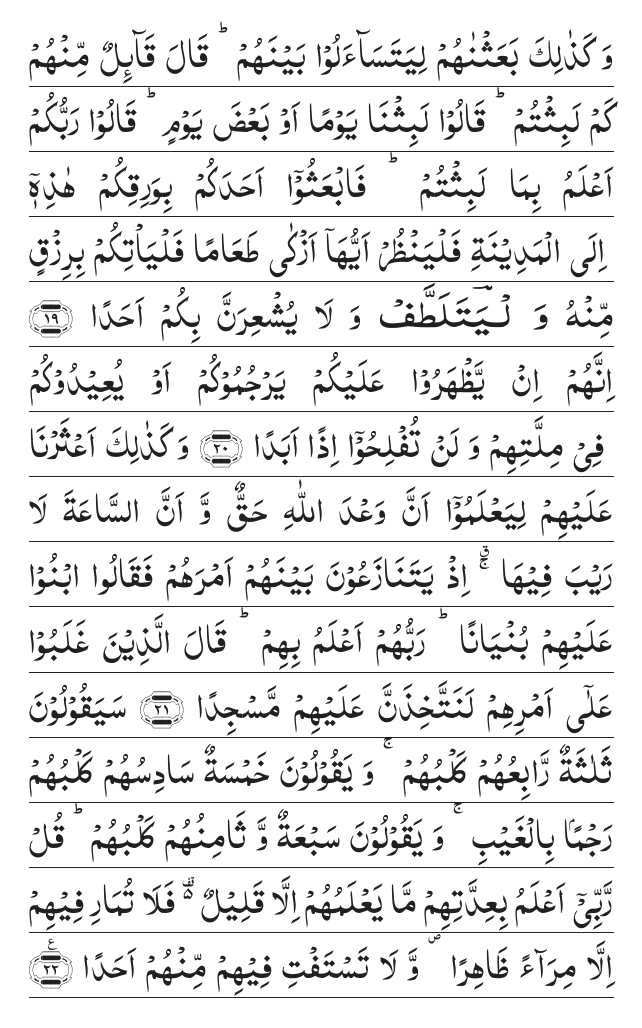 وَكَذٰلِكَ بَعَثْنٰهُمْ لِيَتَسَآءَلُوْا بَيْنَهُمْ ؕ قَالَ قَآئِلٌ مِّنْهُمْ
كَمْ لَبِثْتُمْ ؕ قَالُوْا لَبِثْنَا يَوْمًا اَوْ بَعْضَ يَوْمٍ ؕ قَالُوْا رَبُّكُمْ
اَعْلَمُ بِمَا لَبِثْتُمْ ؕ فَابْعَثُوْۤا اَحَدَكُمْ بِوَرِقِكُمْ هٰذِهٖۤ
اِلَى الْمَدِيْنَةِ فَلْيَنْظُرْ اَيُّهَاۤ اَزْكٰى طَعَامًا فَلْيَاْتِكُمْ بِرِزْقٍ
مِّنْهُ وَ لْيَتَلَطَّفْ وَ لَا يُشْعِرَنَّ بِكُمْ اَحَدًا ﴿۱۹﴾
اِنَّهُمْ اِنْ يَّظْهَرُوْا عَلَيْكُمْ يَرْجُمُوْكُمْ اَوْ يُعِيْدُوْكُمْ
فِيْ مِلَّتِهِمْ وَ لَنْ تُفْلِحُوْۤا اِذًا اَبَدًا ﴿۲۰﴾ وَكَذٰلِكَ اَعْثَرْنَا
عَلَيْهِمْ لِيَعْلَمُوْۤا اَنَّ وَعْدَ اللّٰهِ حَقٌّ وَّ اَنَّ السَّاعَةَ لَا
رَيْبَ فِيْهَا ۚ۫ اِذْ يَتَنَازَعُوْنَ بَيْنَهُمْ اَمْرَهُمْ فَقَالُوا ابْنُوْا
عَلَيْهِمْ بُنْيَانًا ؕ رَبُّهُمْ اَعْلَمُ بِهِمْ ؕ قَالَ الَّذِيْنَ غَلَبُوْا
عَلٰۤى اَمْرِهِمْ لَنَتَّخِذَنَّ عَلَيْهِمْ مَّسْجِدًا ﴿۲۱﴾ سَيَقُوْلُوْنَ
ثَلٰثَةٌ رَّابِعُهُمْ كَلْبُهُمْ ۚ وَ يَقُوْلُوْنَ خَمْسَةٌ سَادِسُهُمْ كَلْبُهُمْ
رَجْمًۢا بِالْغَيْبِ ۚ وَ يَقُوْلُوْنَ سَبْعَةٌ وَّ ثَامِنُهُمْ كَلْبُهُمْ ؕ قُلْ
رَّبِّيْۤ اَعْلَمُ بِعِدَّتِهِمْ مَّا يَعْلَمُهُمْ اِلَّا قَلِيْلٌ ۫۬ فَلَا تُمَارِ فِيْهِمْ
اِلَّا مِرَآءً ظَاهِرًا ۪ وَّ لَا تَسْتَفْتِ فِيْهِمْ مِّنْهُمْ اَحَدًا ﴿۲۲﴾ ع